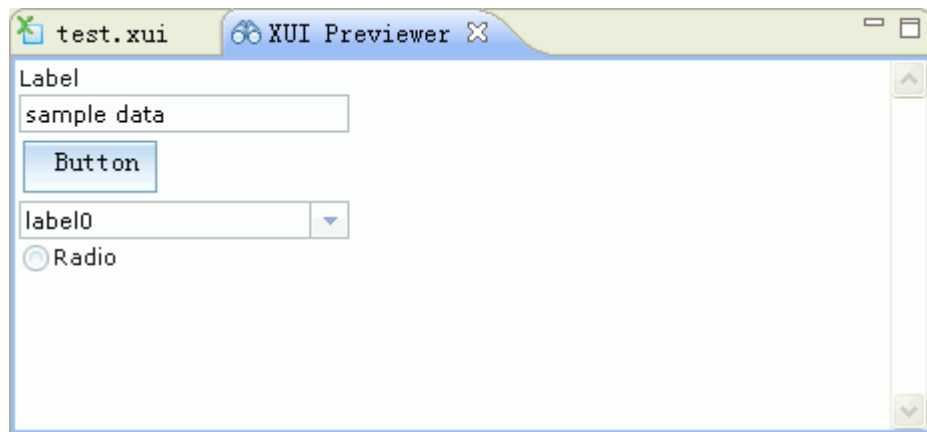 test.xui XUI Previewer
Label
sample data
Button
label0
Radio